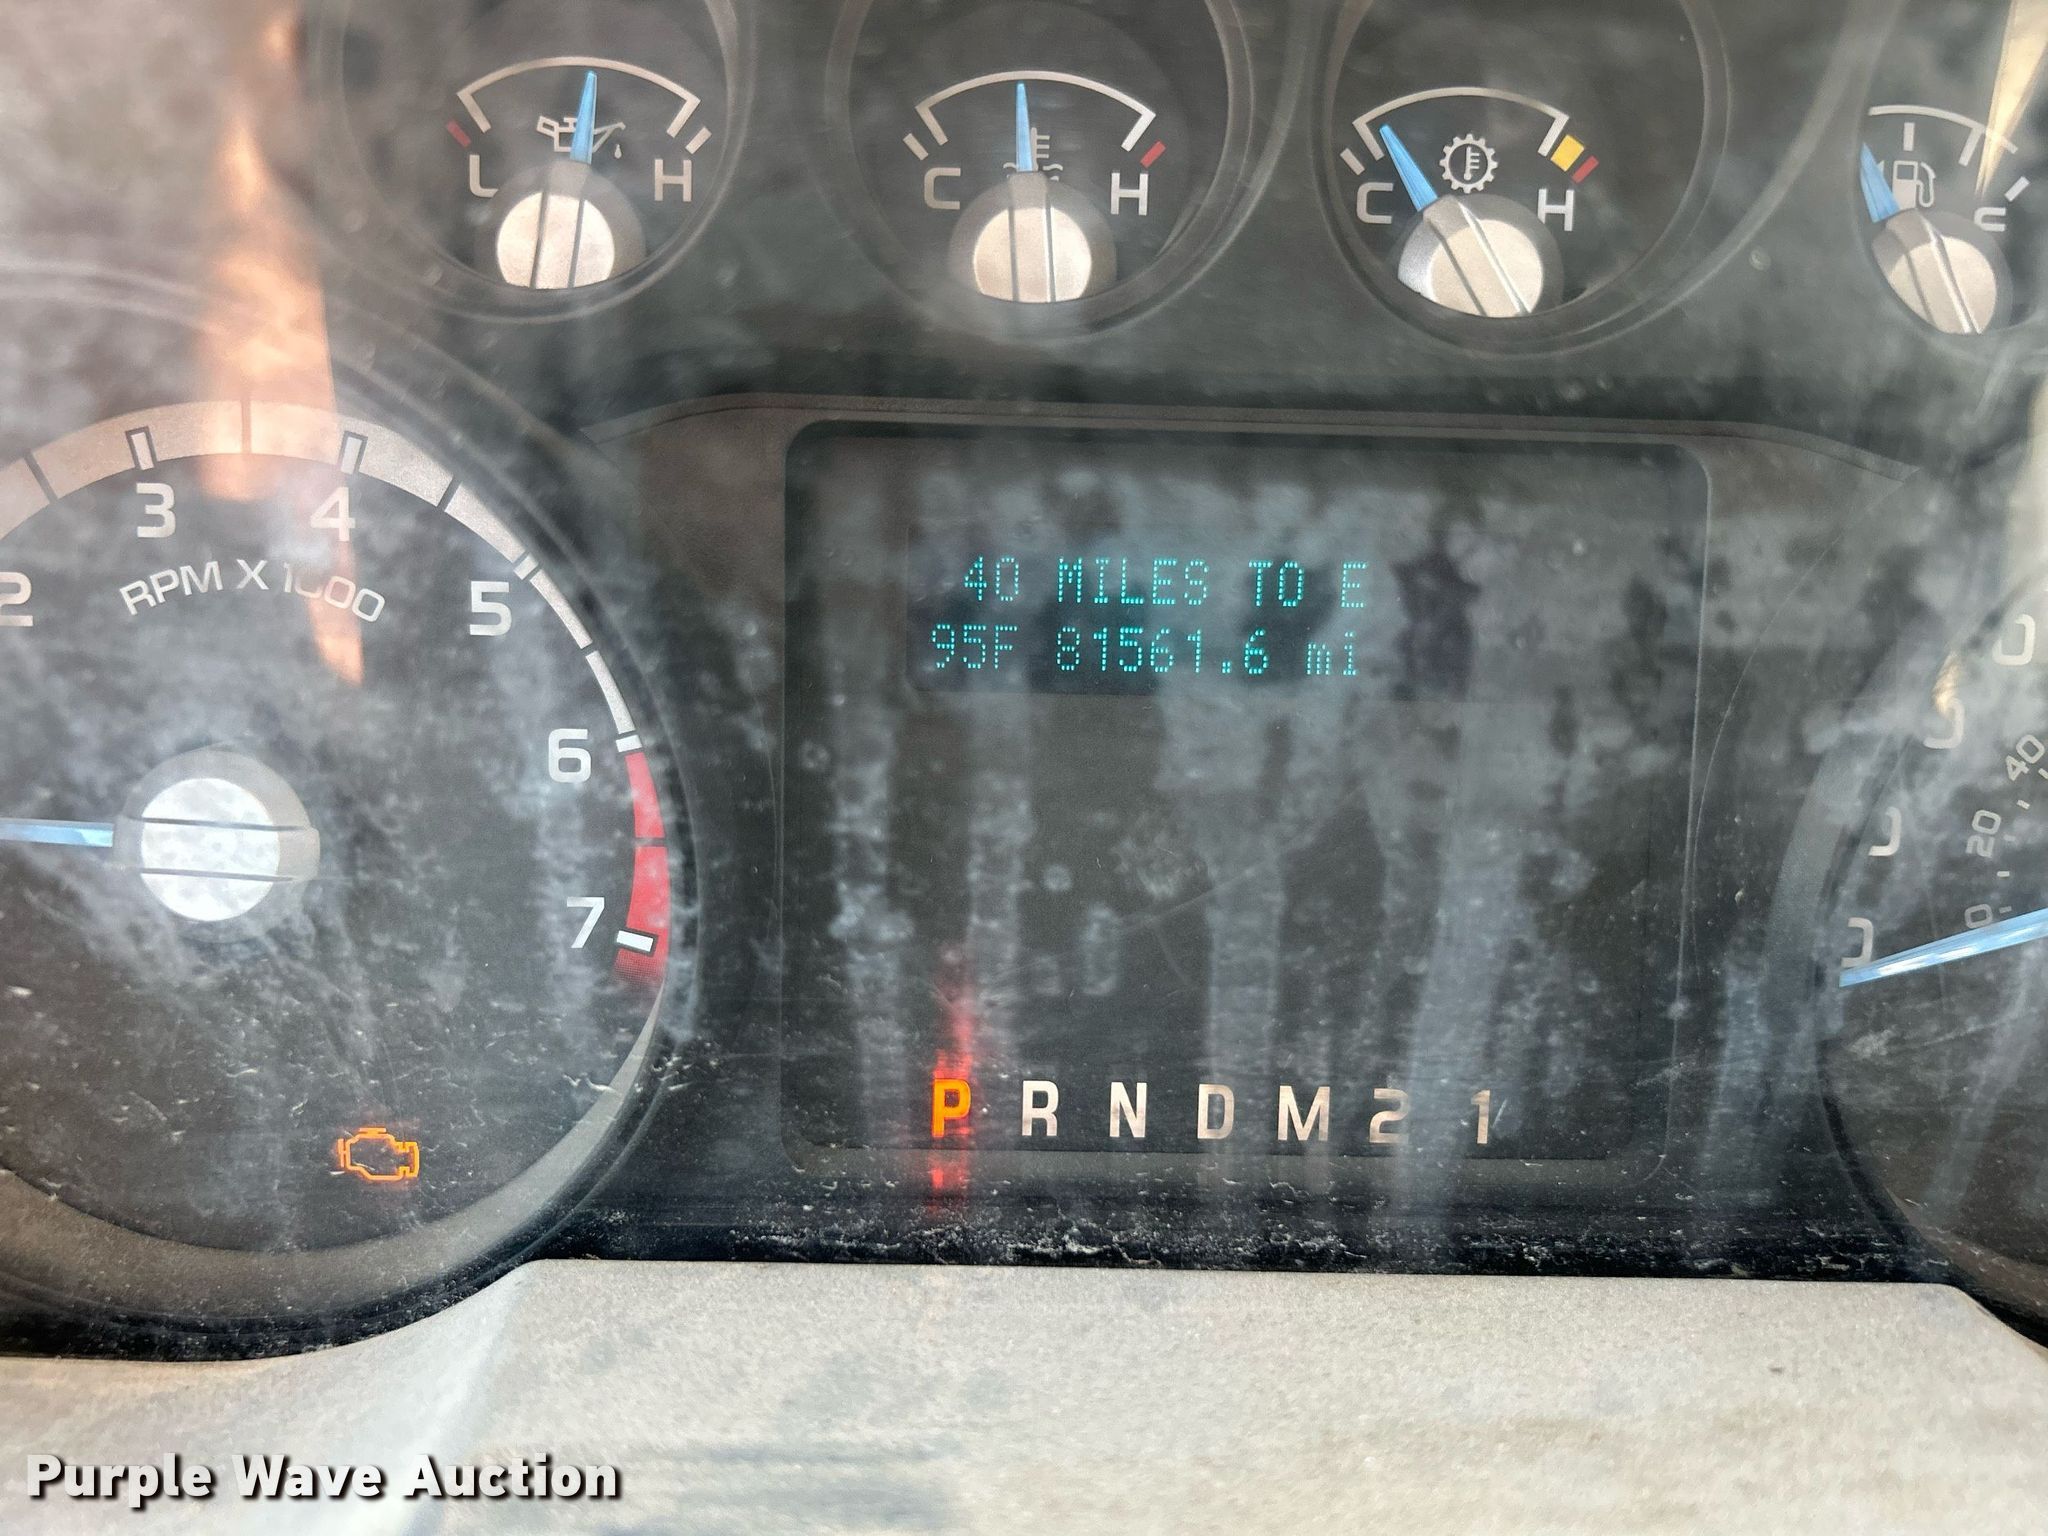 L H
C H
C H
2 3 4 5 6 7
RPM X 1000
40 MILES TO E
95F 81561.6 mi
0 20 40
P R N D M 2 1
Purple Wave Auction